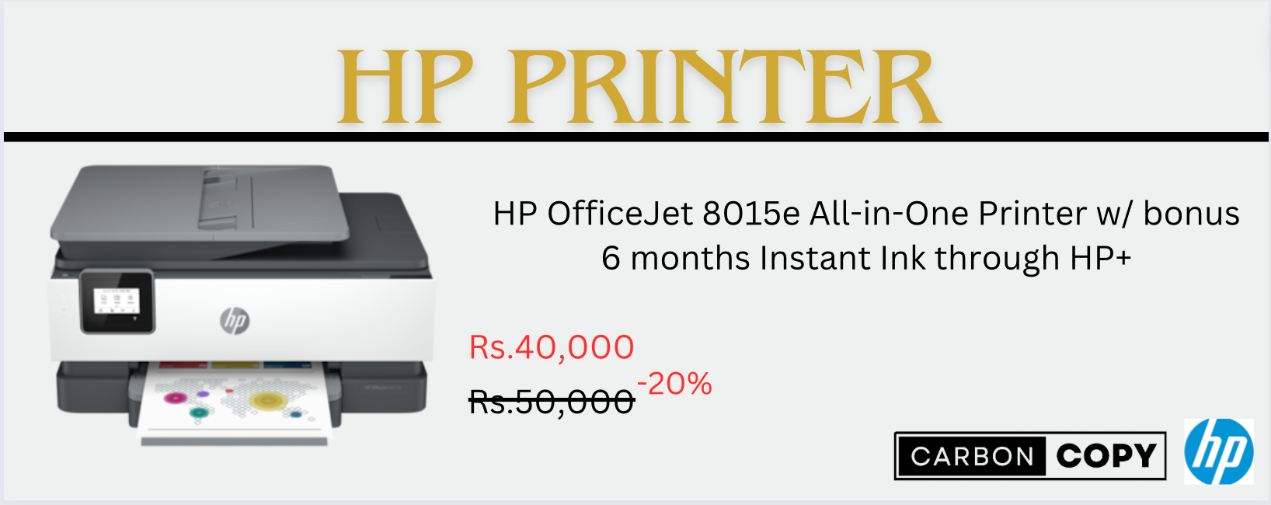 HP PRINTER
HP OfficeJet 8015e All-in-One Printer w/ bonus
6 months Instant Ink through HP+
hp
Rs.40,000
-20%
Rs.50,000
CARBON COPY
hp